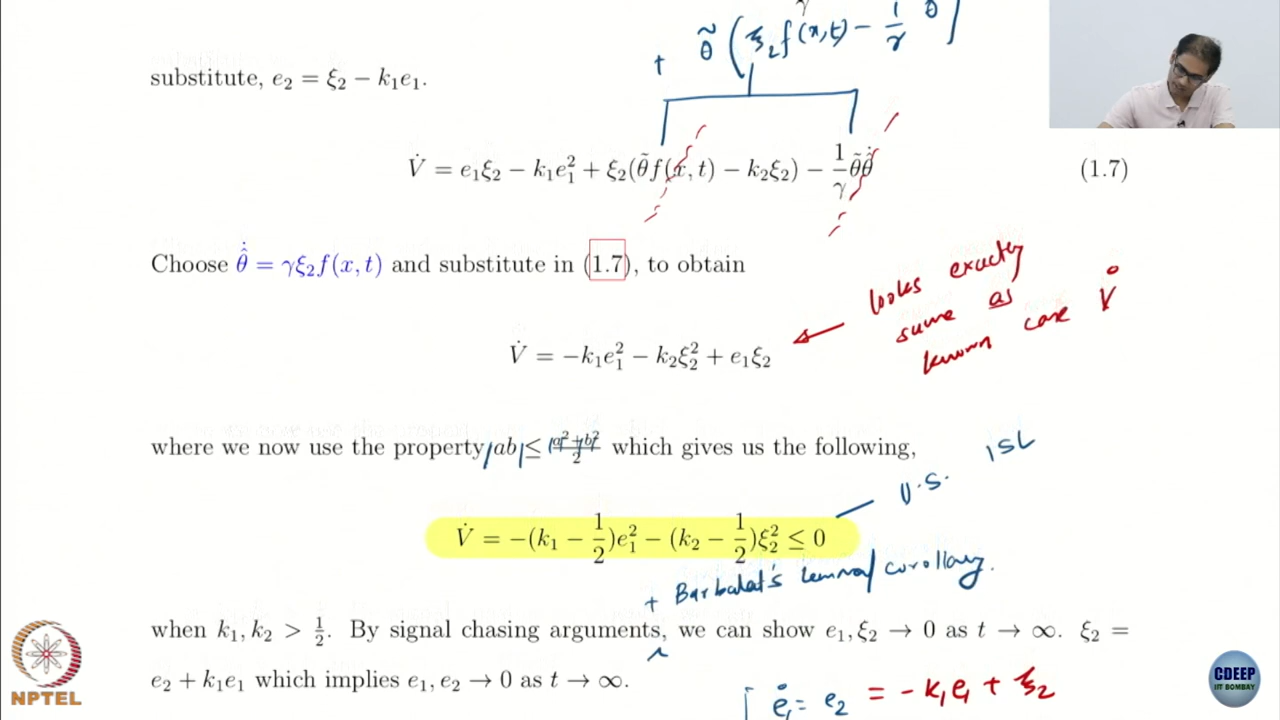 + θ̃ (ξ₂f(x,t) − 1/γ θ̂ ]
substitute, e₂ = ξ₂ − k₁e₁.
V̇ = e₁ξ₂ − k₁e₁² + ξ₂(θ̃f(x, t) − k₂ξ₂) − 1/γ θ̃θ̂̇ (1.7)
Choose θ̂̇ = γξ₂f(x, t) and substitute in (1.7), to obtain
looks exactly
same as
known case V̇
V̇ = −k₁e₁² − k₂ξ₂² + e₁ξ₂
where we now use the property |ab| ≤ |a|²+|b|²/2 which gives us the following,
U.S. ISL
V̇ = −(k₁ − 1/2)e₁² − (k₂ − 1/2)ξ₂² ≤ 0
+ Barbalat's lemma/corollary.
when k₁, k₂ > 1/2. By signal chasing arguments, we can show e₁, ξ₂ → 0 as t → ∞. ξ₂ =
e₂ + k₁e₁ which implies e₁, e₂ → 0 as t → ∞.
[ ė₁ = e₂ = −k₁e₁ + ξ₂
NPTEL
CDEEP
IIT BOMBAY